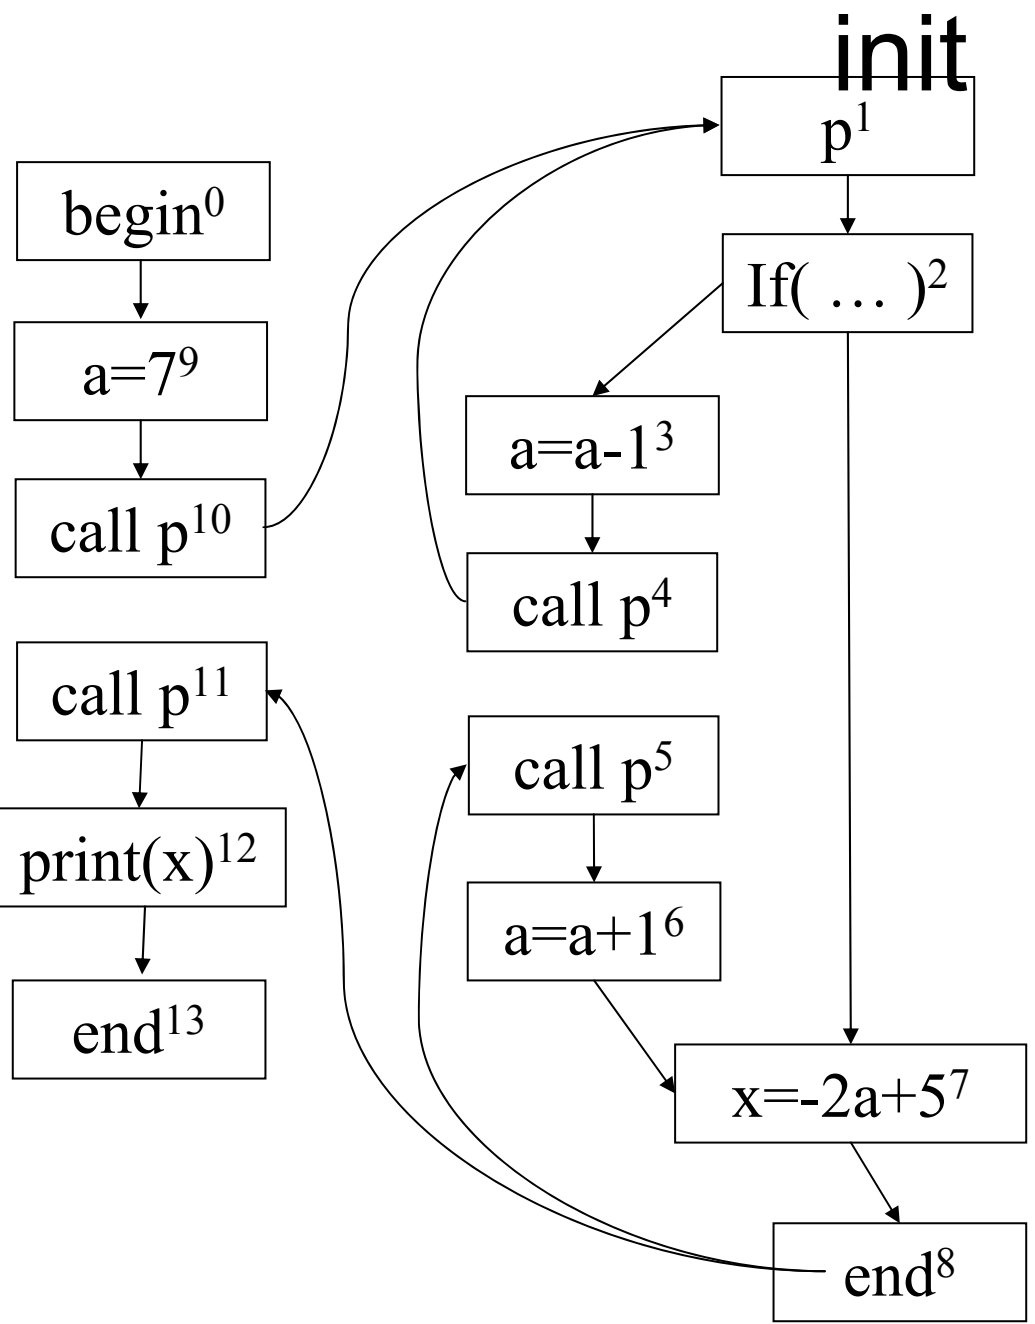 init
p¹
begin⁰
If( … )²
a=7⁹
a=a-1³
call p¹⁰
call p⁴
call p¹¹
call p⁵
print(x)¹²
a=a+1⁶
end¹³
x=-2a+5⁷
end⁸